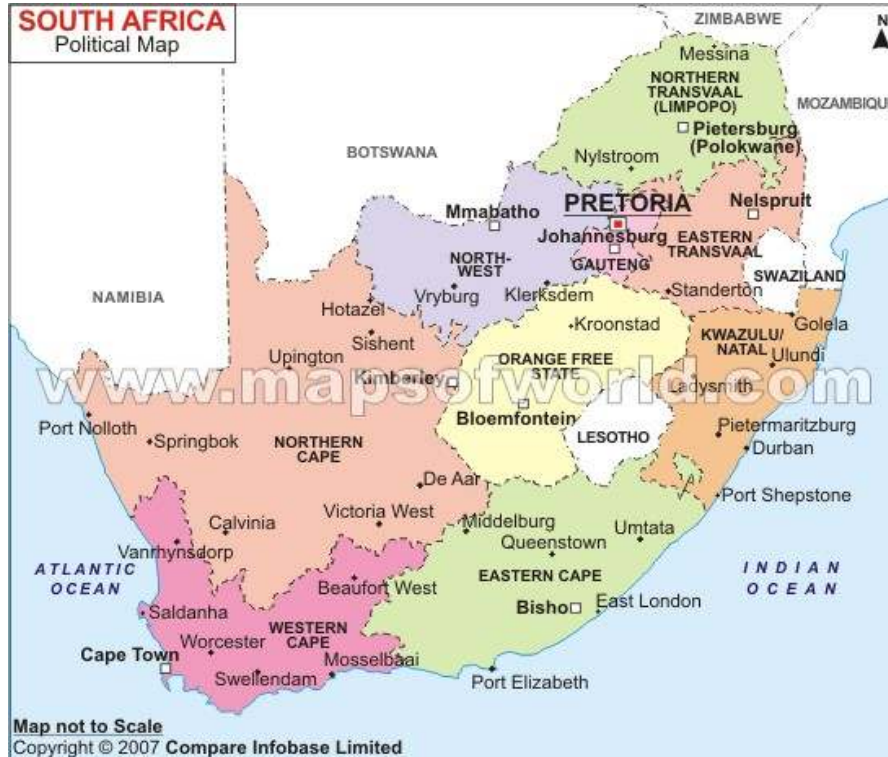 SOUTH AFRICA
Political Map
ZIMBABWE
N
Messina
NORTHERN
TRANSVAAL
(LIMPOPO)
MOZAMBIQUE
Pietersburg
(Polokwane)
BOTSWANA
Nylstroom
PRETORIA
Nelspruit
Mmabatho
Johannesburg
EASTERN
TRANSVAAL
NORTH-
WEST
GAUTENG
SWAZILAND
NAMIBIA
Vryburg
Klerksdern
Standerton
Hotazel
Golela
Kroonstad
Sishent
KWAZULU/
NATAL
Ulundi
Upington
ORANGE FREE
STATE
Kimberley
www.mapsofworld.com
Ladysmith
Bloemfontein
Port Nolloth
Springbok
NORTHERN
CAPE
LESOTHO
Pietermaritzburg
Durban
De Aar
Port Shepstone
Calvinia
Victoria West
Middelburg
Umtata
Vanrhynsdorp
Queenstown
ATLANTIC
OCEAN
Beaufort West
EASTERN CAPE
INDIAN
OCEAN
Saldanha
Bisho
East London
Worcester
WESTERN
CAPE
Cape Town
Mosselbaai
Swellendam
Port Elizabeth
Map not to Scale
Copyright © 2007 Compare Infobase Limited